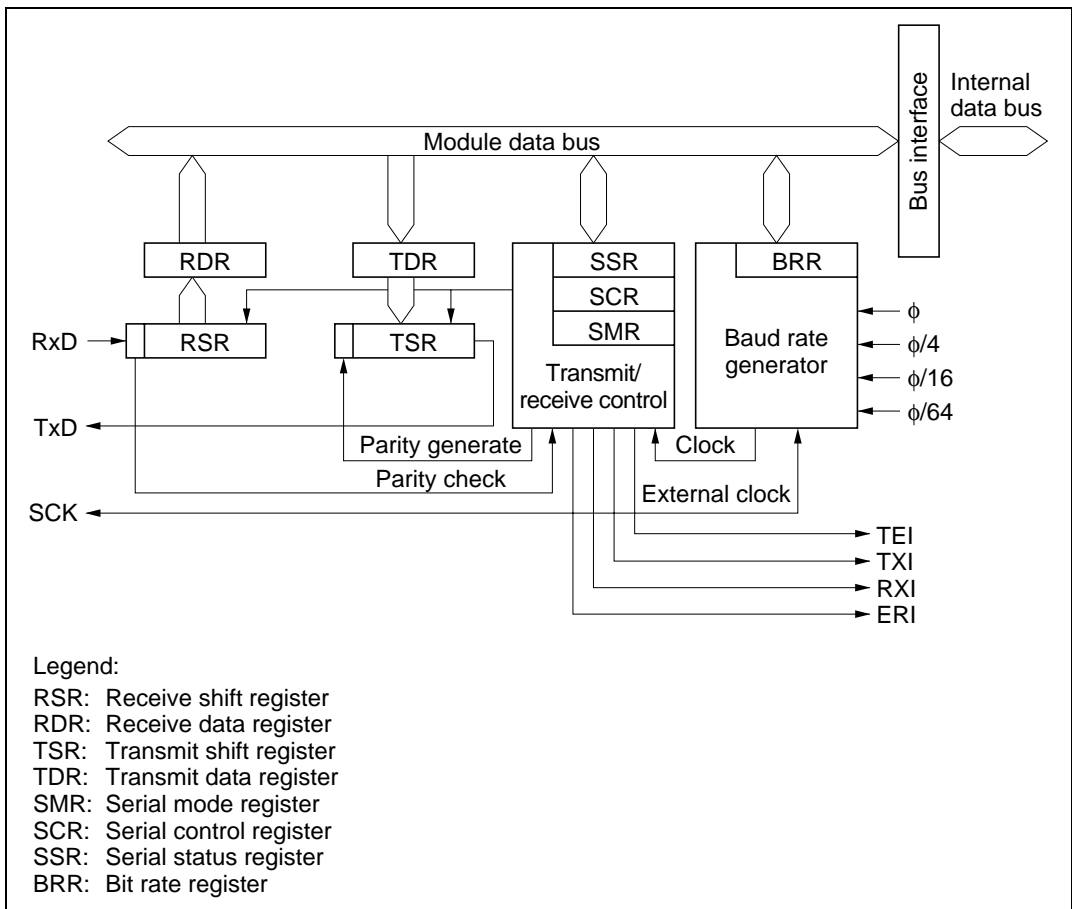 Internal
data bus
Bus interface
Module data bus
RDR
TDR
SSR
BRR
SCR
RxD
RSR
TSR
SMR
Baud rate
generator
ϕ
ϕ/4
ϕ/16
ϕ/64
Transmit/
receive control
TxD
Parity generate
Clock
Parity check
External clock
SCK
TEI
TXI
RXI
ERI
Legend:
RSR: Receive shift register
RDR: Receive data register
TSR: Transmit shift register
TDR: Transmit data register
SMR: Serial mode register
SCR: Serial control register
SSR: Serial status register
BRR: Bit rate register